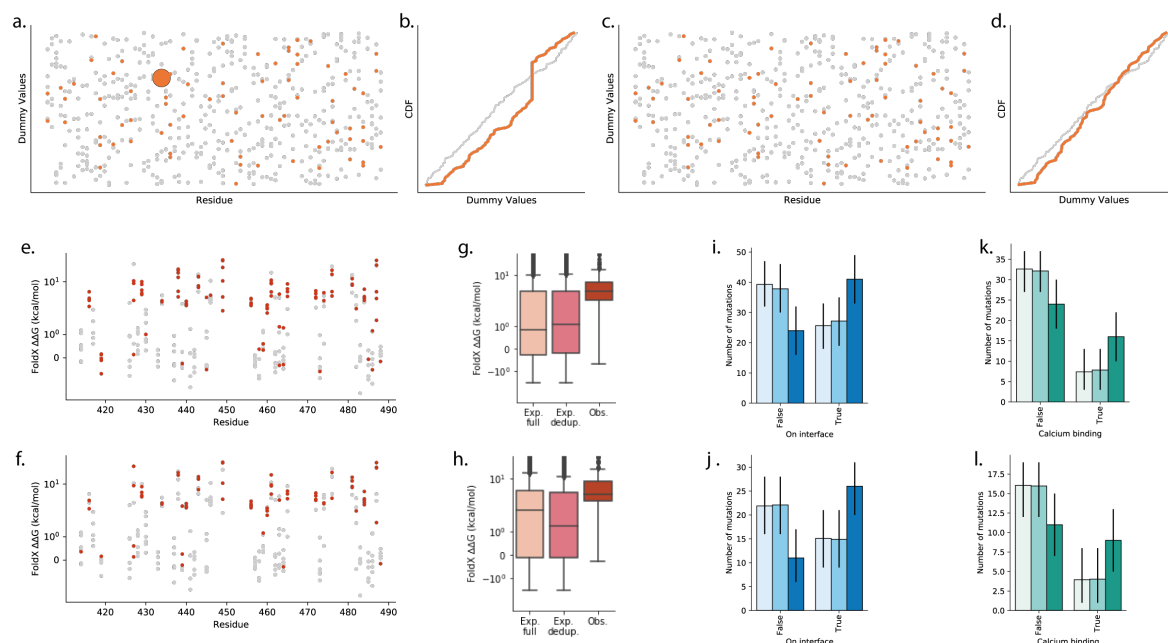 a.
Dummy Values
Residue
b.
CDF
Dummy Values
c.
Dummy Values
Residue
d.
CDF
Dummy Values
e.
FoldX ΔΔG (kcal/mol)
10¹
10⁰
0
420 430 440 450 460 470 480 490
Residue
g.
FoldX ΔΔG (kcal/mol)
10¹
10⁰
0
−10⁰
Exp. Exp. Obs.
full dedup.
i.
Number of mutations
50
40
30
20
10
0
False
True
On interface
k.
Number of mutations
35
30
25
20
15
10
5
0
False
True
Calcium binding
f.
FoldX ΔΔG (kcal/mol)
10¹
10⁰
0
420 430 440 450 460 470 480 490
Residue
h.
FoldX ΔΔG (kcal/mol)
10¹
10⁰
0
−10⁰
Exp. Exp. Obs.
full dedup.
j.
Number of mutations
30
25
20
15
10
5
0
False
True
On interface
l.
Number of mutations
17.5
15.0
12.5
10.0
7.5
5.0
2.5
0.0
False
True
Calcium binding